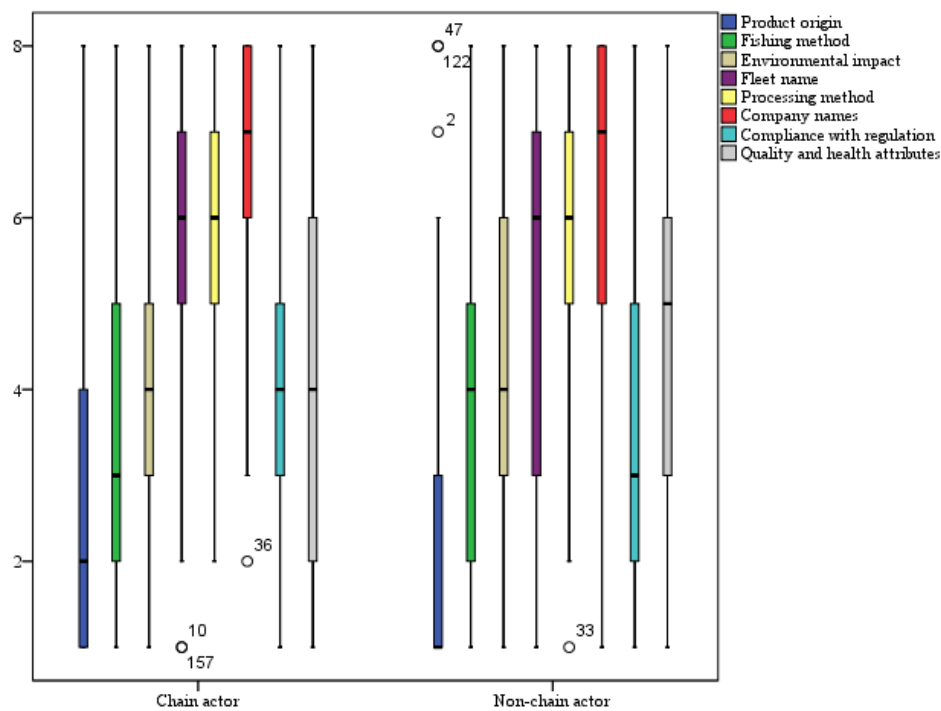 8
6
4
2
10
157
36
47
122
2
33
Chain actor
Non-chain actor
Product origin
Fishing method
Environmental impact
Fleet name
Processing method
Company names
Compliance with regulation
Quality and health attributes